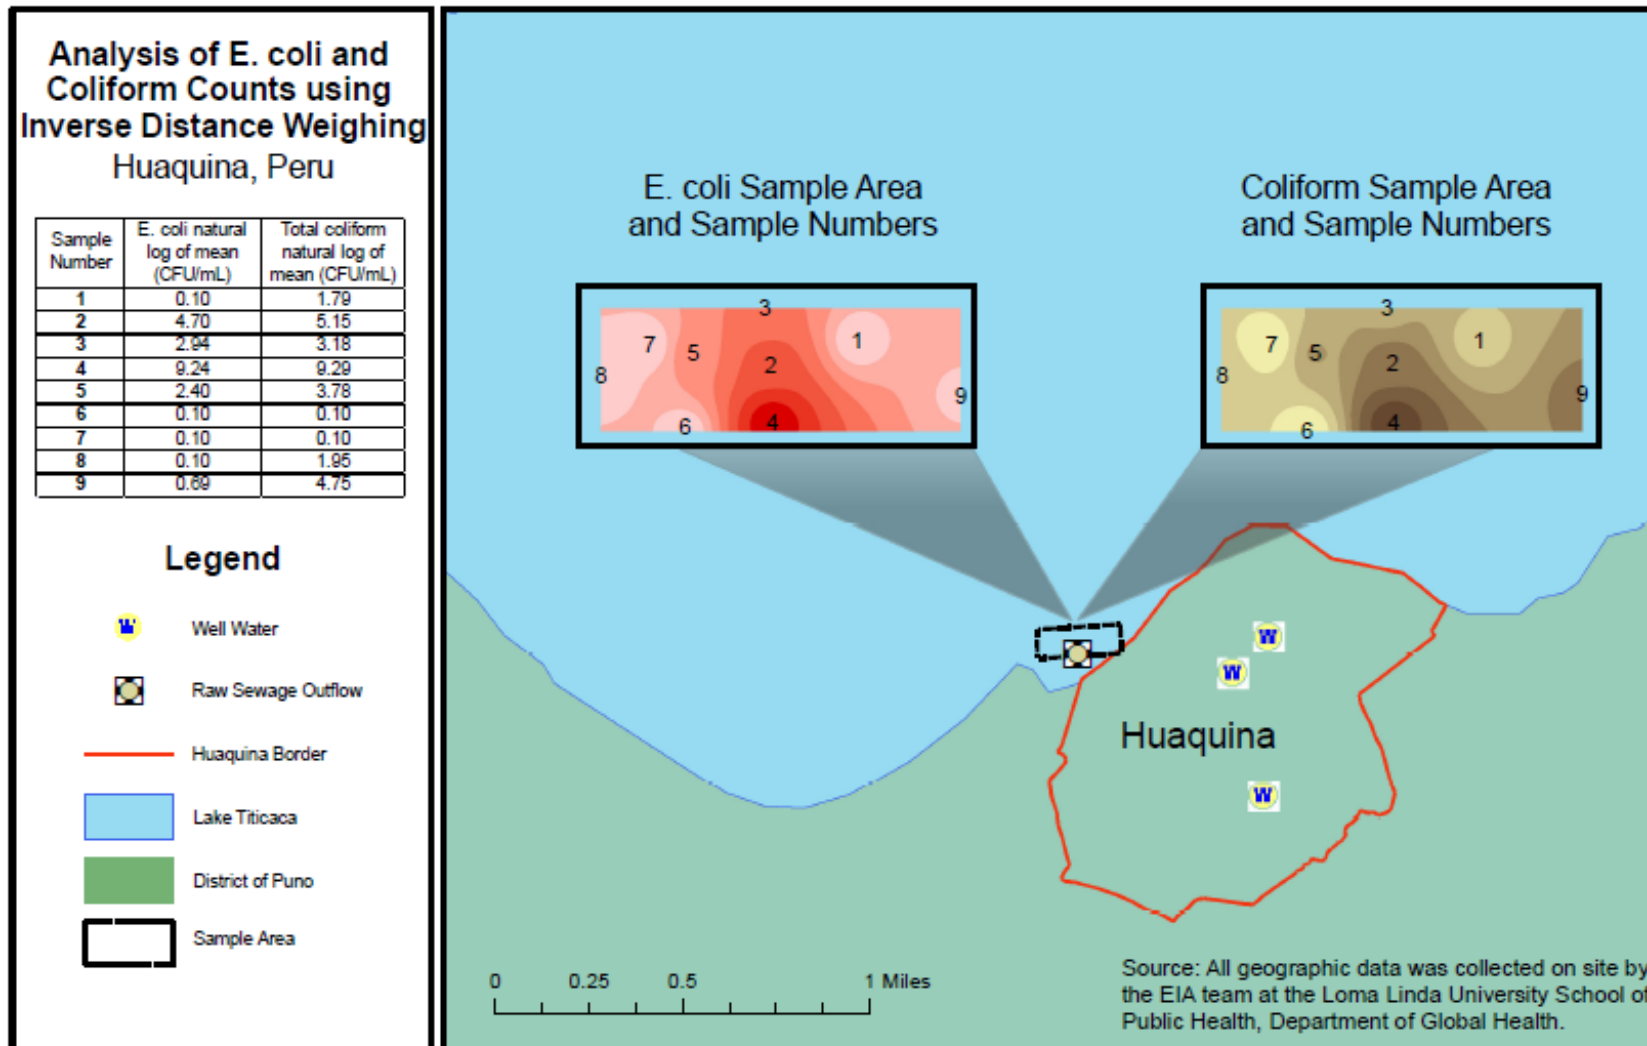 Analysis of E. coli and
Coliform Counts using
Inverse Distance Weighing
Huaquina, Peru
Sample Number | E. coli natural log of mean (CFU/mL) | Total coliform natural log of mean (CFU/mL)
1 0.10 1.79
2 4.70 5.15
3 2.94 3.18
4 9.24 9.29
5 2.40 3.78
6 0.10 0.10
7 0.10 0.10
8 0.10 1.95
9 0.69 4.75
Legend
W Well Water
Raw Sewage Outflow
Huaquina Border
Lake Titicaca
District of Puno
Sample Area
E. coli Sample Area
and Sample Numbers
3
7 5 1
2
8 9
6 4
Coliform Sample Area
and Sample Numbers
3
7 5 1
2
8 9
6 4
W
W
Huaquina
W
0 0.25 0.5 1 Miles
Source: All geographic data was collected on site by
the EIA team at the Loma Linda University School of
Public Health, Department of Global Health.